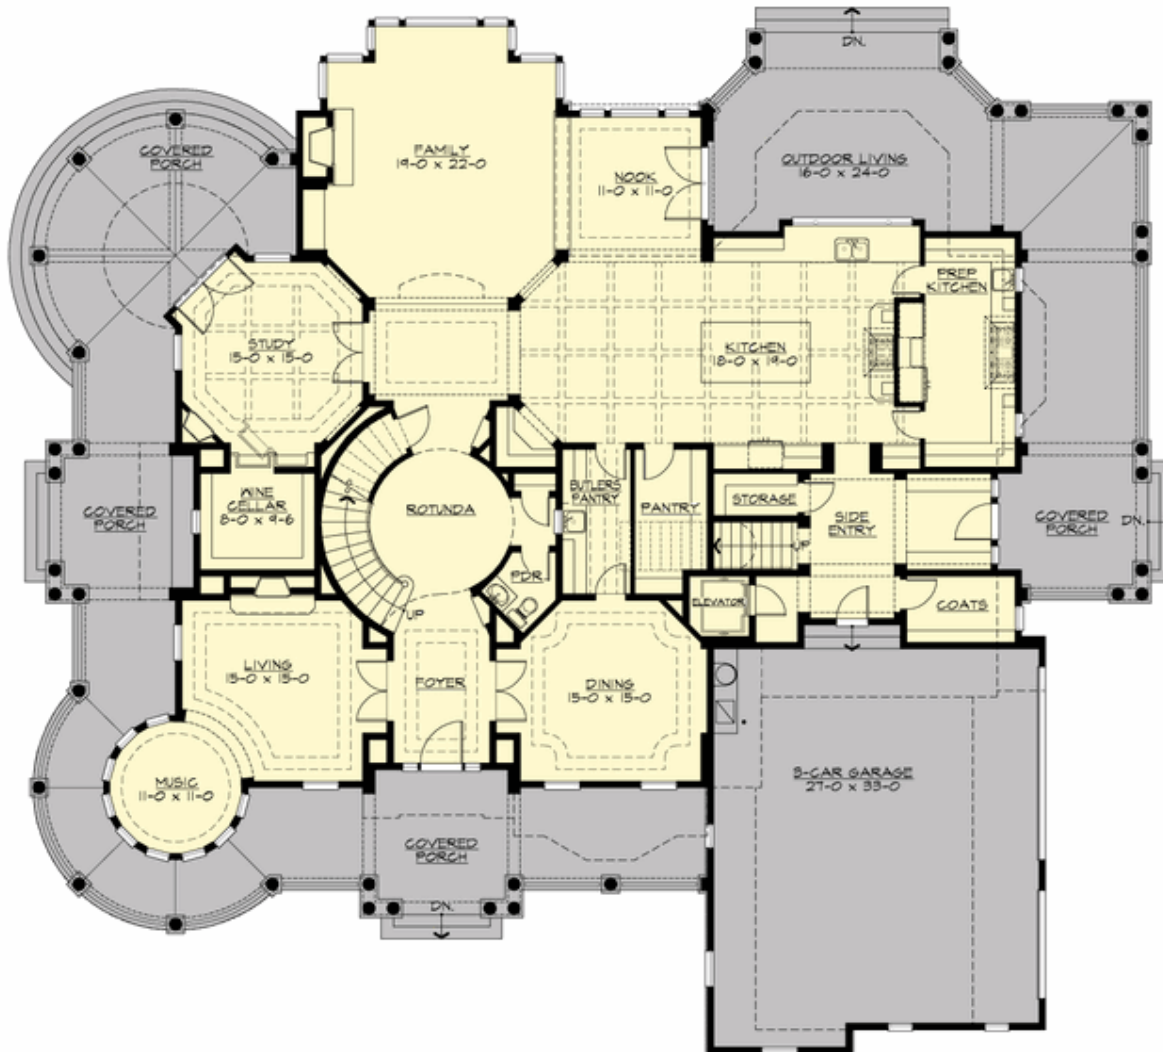 DN.
COVERED
PORCH
FAMILY
19-0 x 22-0
NOOK
11-0 x 11-0
OUTDOOR LIVING
16-0 x 24-0
PREP
KITCHEN
STUDY
15-0 x 15-0
KITCHEN
18-0 x 19-0
WINE
CELLAR
8-0 x 9-6
ROTUNDA
BUTLERS
PANTRY
PANTRY
STORAGE
SIDE
ENTRY
UP
COVERED
PORCH
COVERED
PORCH
DN.
PDR.
UP
ELEVATOR
COATS
LIVING
15-0 x 15-0
FOYER
DINING
15-0 x 15-0
MUSIC
11-0 x 11-0
3-CAR GARAGE
27-0 x 33-0
COVERED
PORCH
DN.